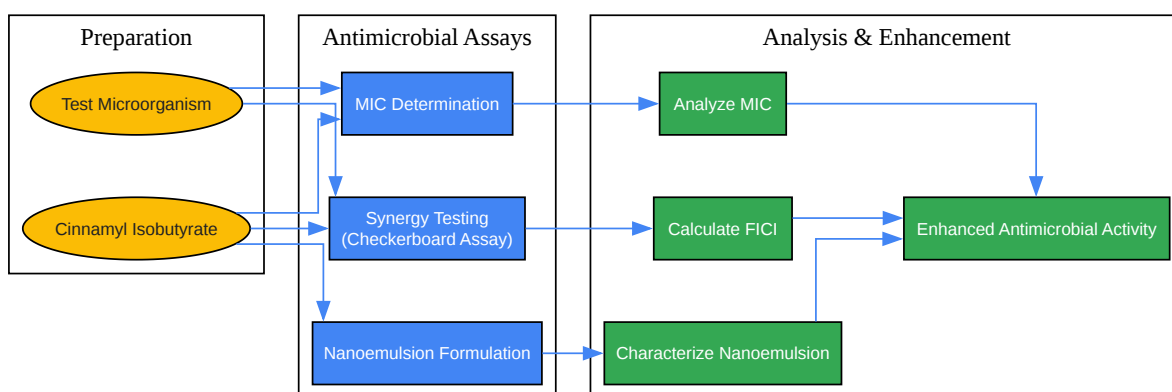 Preparation
Antimicrobial Assays
Analysis & Enhancement
Test Microorganism
MIC Determination
Analyze MIC
Cinnamyl Isobutyrate
Synergy Testing
(Checkerboard Assay)
Calculate FICI
Enhanced Antimicrobial Activity
Nanoemulsion Formulation
Characterize Nanoemulsion